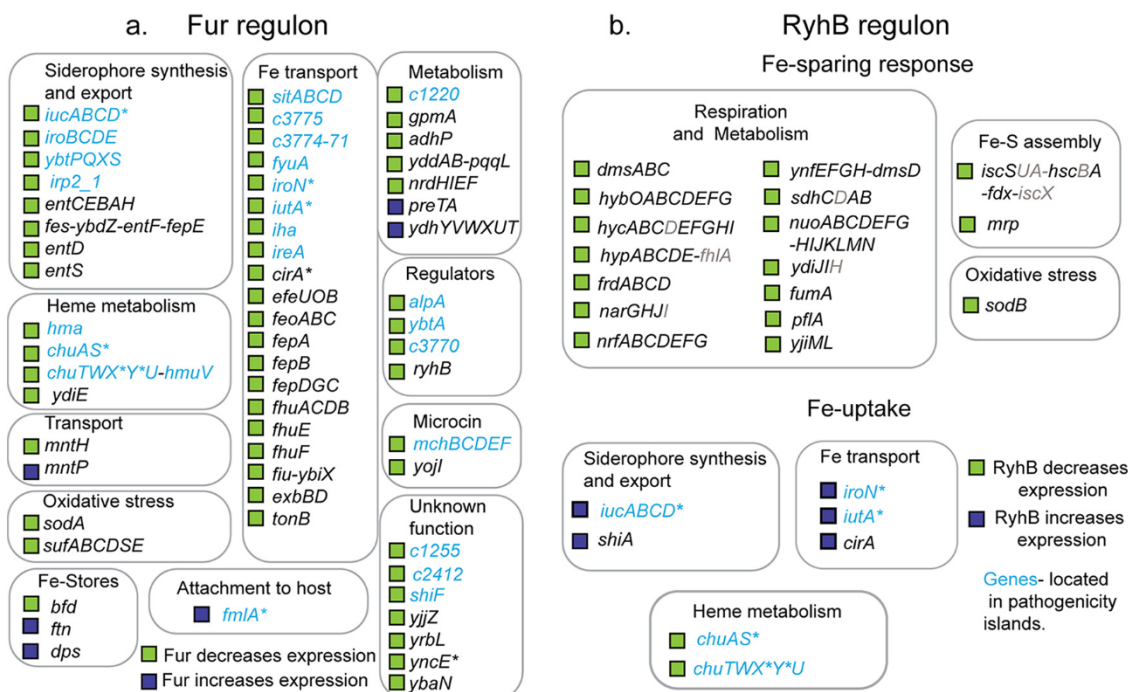 a. Fur regulon
Siderophore synthesis
and export
iucABCD*
iroBCDE
ybtPQXS
irp2_1
entCEBAH
fes-ybdZ-entF-fepE
entD
entS
Heme metabolism
hma
chuAS*
chuTWX*Y*U-hmuV
ydiE
Transport
mntH
mntP
Oxidative stress
sodA
sufABCDSE
Fe-Stores
bfd
ftn
dps
Fe transport
sitABCD
c3775
c3774-71
fyuA
iroN*
iutA*
iha
ireA
cirA*
efeUOB
feoABC
fepA
fepB
fepDGC
fhuACDB
fhuE
fhuF
fiu-ybiX
exbBD
tonB
Attachment to host
fmlA*
Fur decreases expression
Fur increases expression
Metabolism
c1220
gpmA
adhP
yddAB-pqqL
nrdHIEF
preTA
ydhYVWXUT
Regulators
alpA
ybtA
c3770
ryhB
Microcin
mchBCDEF
yojI
Unknown
function
c1255
c2412
shiF
yjjZ
yrbL
yncE*
ybaN
b. RyhB regulon
Fe-sparing response
Respiration
and Metabolism
dmsABC
hybOABCDEFG
hycABCDEFGHI
hypABCDE-fhlA
frdABCD
narGHJI
nrfABCDEFG
ynfEFGH-dmsD
sdhCDAB
nuoABCDEFG
-HIJKLMN
ydiJIH
fumA
pflA
yjiML
Fe-S assembly
iscSUA-hscBA
-fdx-iscX
mrp
Oxidative stress
sodB
Fe-uptake
Siderophore synthesis
and export
iucABCD*
shiA
Fe transport
iroN*
iutA*
cirA
Heme metabolism
chuAS*
chuTWX*Y*U
RyhB decreases
expression
RyhB increases
expression
Genes- located
in pathogenicity
islands.